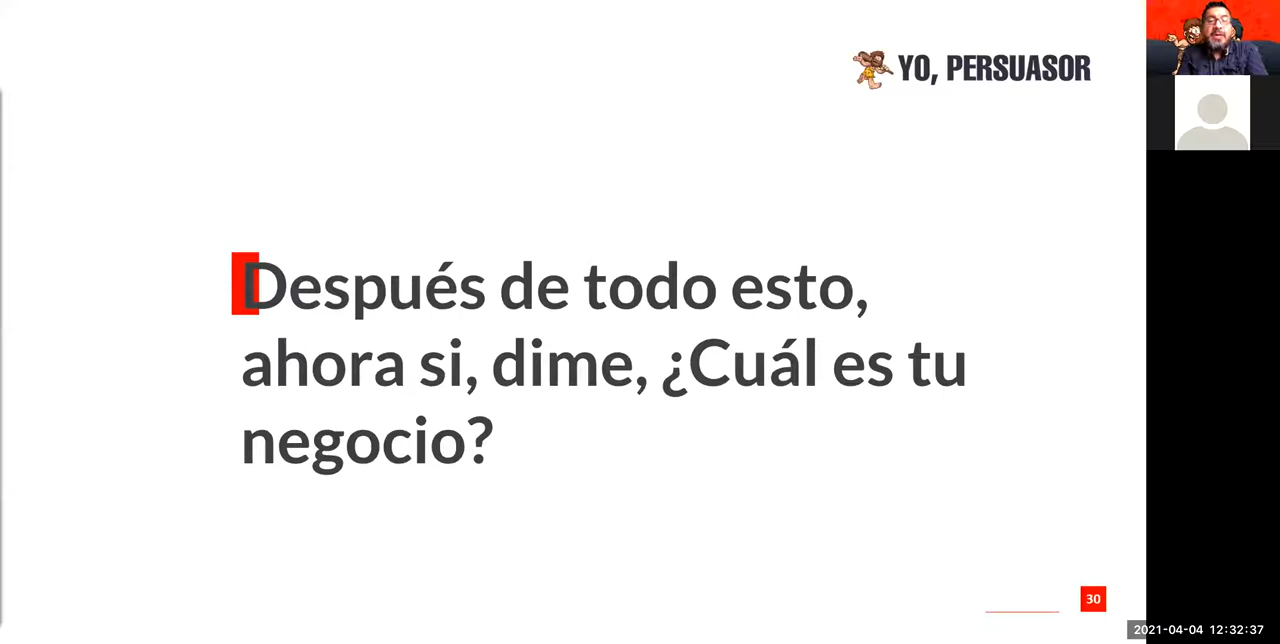 YO, PERSUASOR
Después de todo esto,
ahora si, dime, ¿Cuál es tu
negocio?
30
2021-04-04 12:32:37